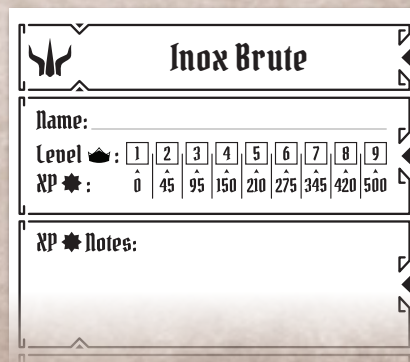 Inox Brute
Name:
Level : 1 2 3 4 5 6 7 8 9
XP : 0 45 95 150 210 275 345 420 500
XP Notes: